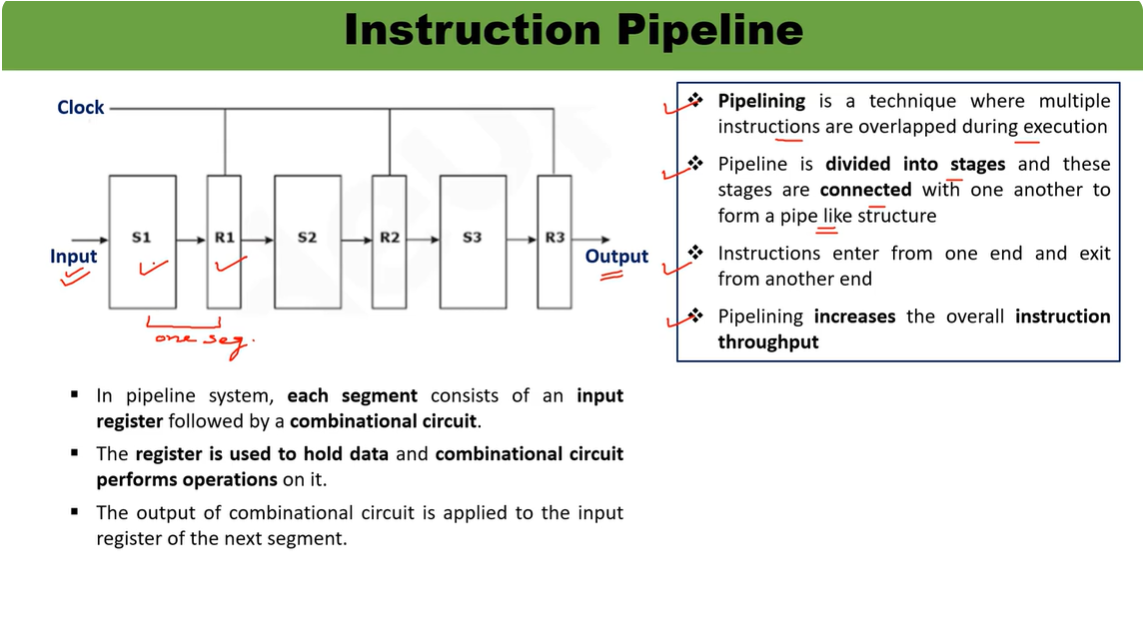 Instruction Pipeline
Clock
S1
R1
S2
R2
S3
R3
Input
Output
one seg.
❖ Pipelining is a technique where multiple
instructions are overlapped during execution
❖ Pipeline is divided into stages and these
stages are connected with one another to
form a pipe like structure
❖ Instructions enter from one end and exit
from another end
❖ Pipelining increases the overall instruction
throughput
▪ In pipeline system, each segment consists of an input
register followed by a combinational circuit.
▪ The register is used to hold data and combinational circuit
performs operations on it.
▪ The output of combinational circuit is applied to the input
register of the next segment.